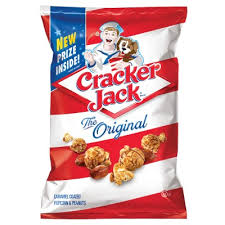 NEW
PRIZE
INSIDE!
Cracker
Jack
The Original
CARAMEL COATED
POPCORN & PEANUTS